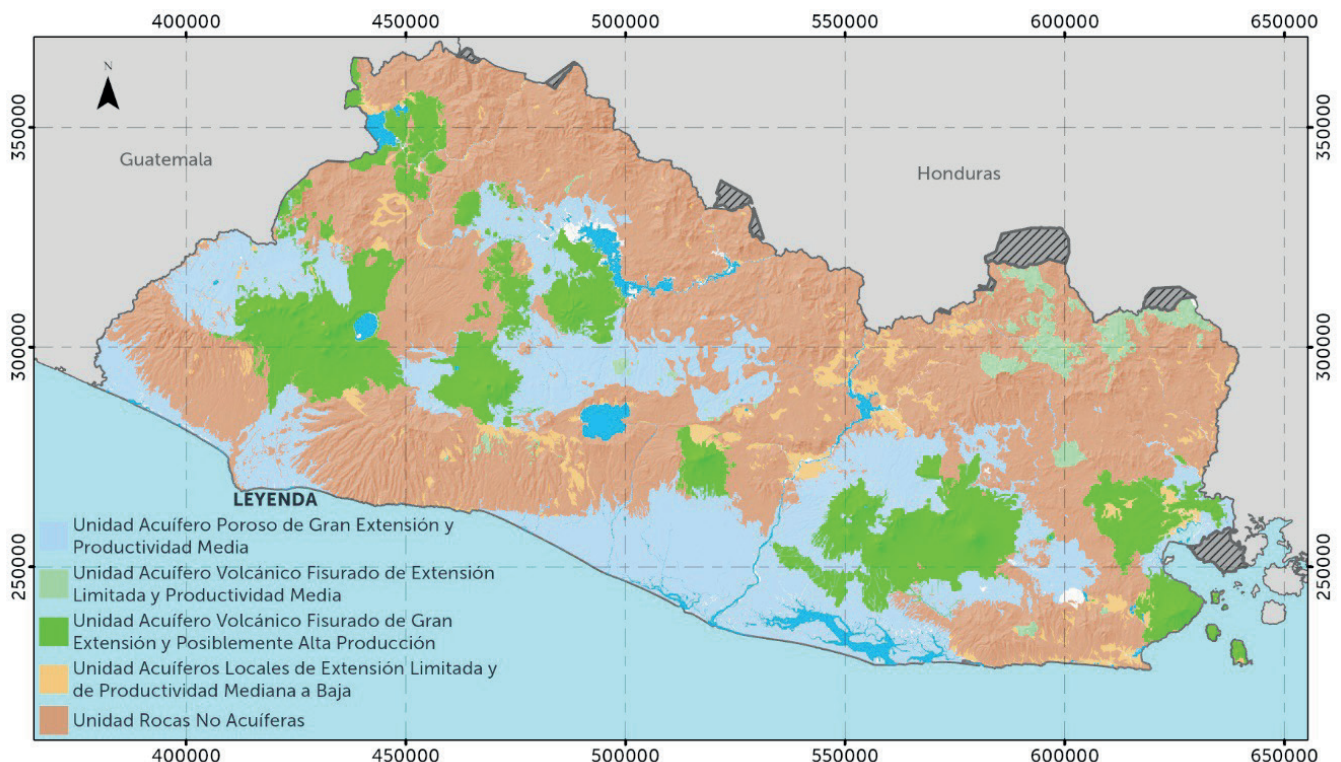 400000 450000 500000 550000 600000 650000
N
350000 350000
Guatemala
Honduras
300000 300000
LEYENDA
Unidad Acuífero Poroso de Gran Extensión y
Productividad Media
250000 250000
Unidad Acuífero Volcánico Fisurado de Extensión
Limitada y Productividad Media
Unidad Acuífero Volcánico Fisurado de Gran
Extensión y Posiblemente Alta Producción
Unidad Acuíferos Locales de Extensión Limitada y
de Productividad Mediana a Baja
Unidad Rocas No Acuíferas
400000 450000 500000 550000 600000 650000